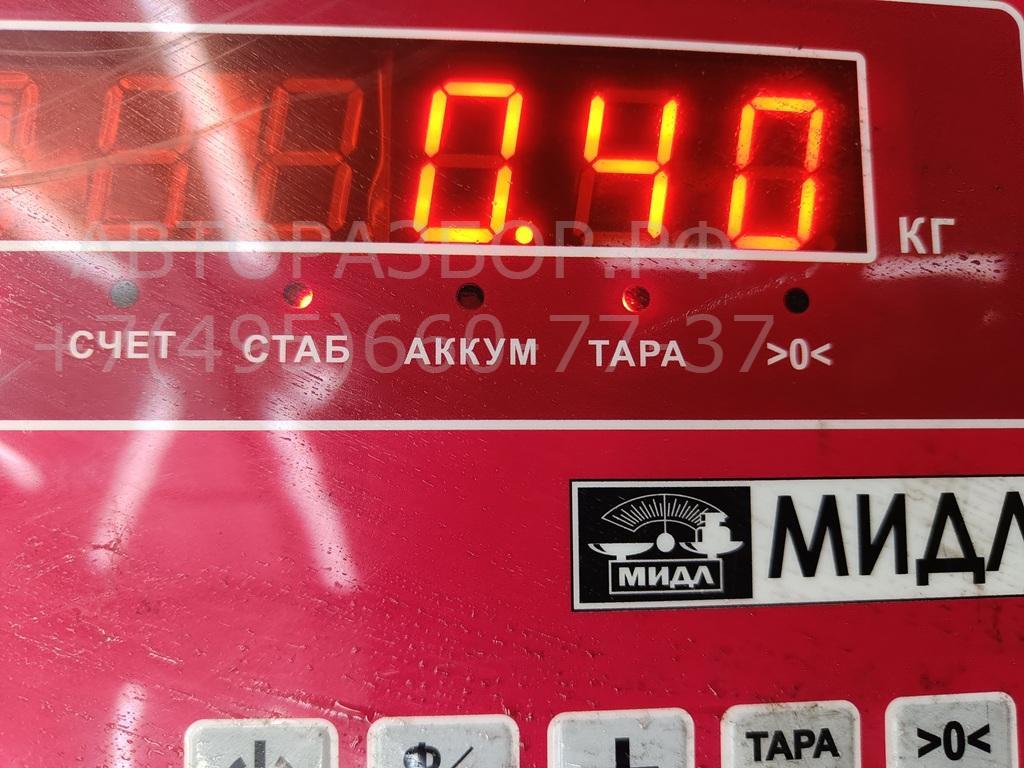 0.40
КГ
АВТОРАЗБОР.РФ
+7(495)660-77-37
СЧЕТ СТАБ АККУМ ТАРА >0<
МИДЛ МИДЛ
ТАРА >0<